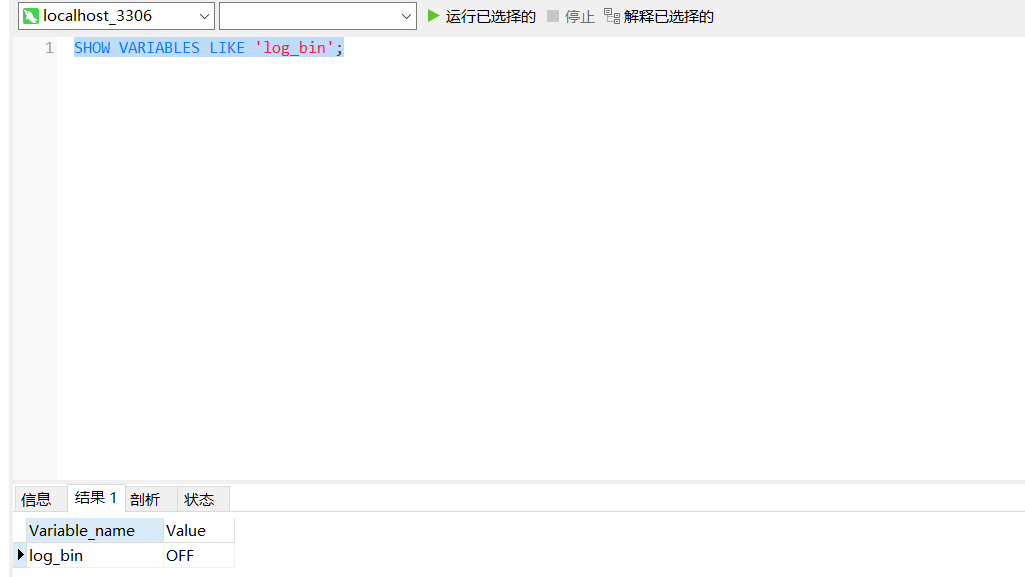 localhost_3306 运行已选择的 停止 解释已选择的
1 SHOW VARIABLES LIKE 'log_bin';
信息 结果 1 剖析 状态
Variable_name Value
log_bin OFF